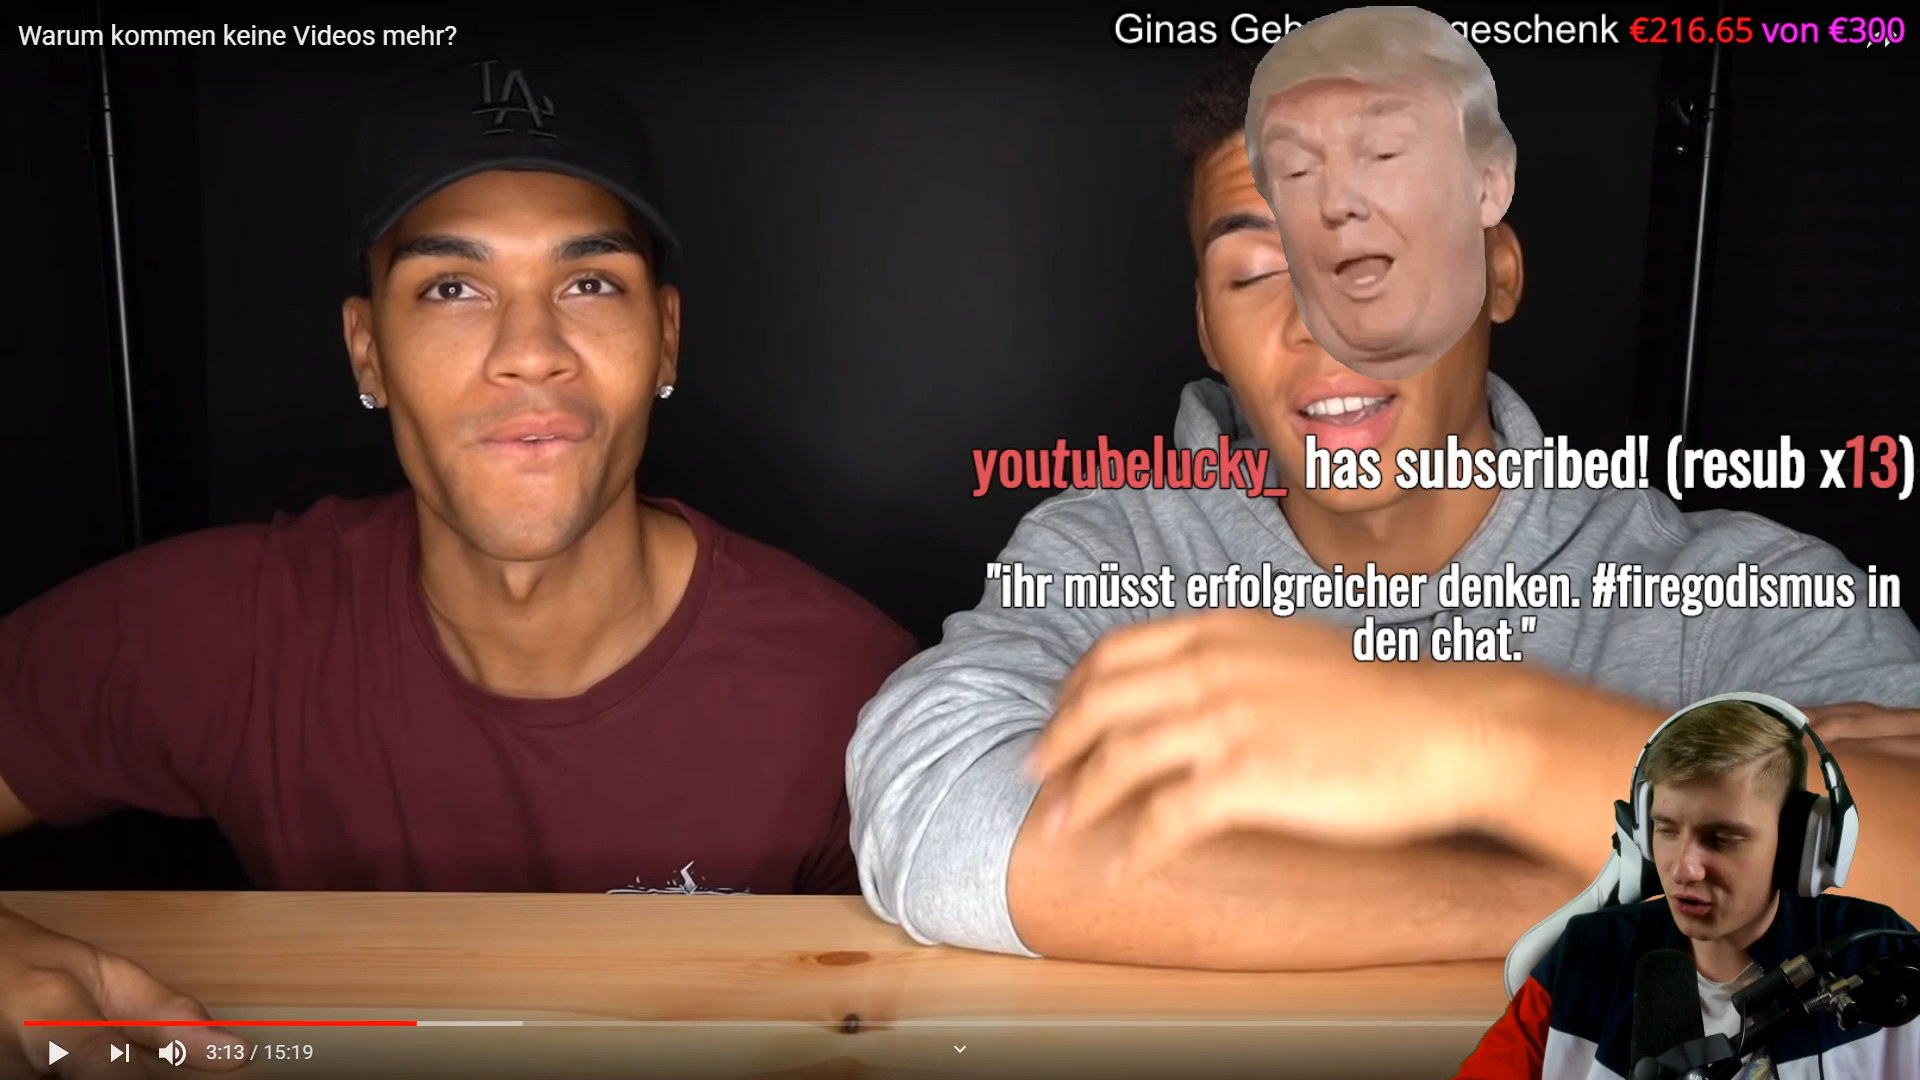 Warum kommen keine Videos mehr?
Ginas Geb geschenk €216.65 von €300
LA
youtubelucky_ has subscribed! (resub x13)
"ihr müsst erfolgreicher denken. #firegodismus in
den chat."
3:13 / 15:19